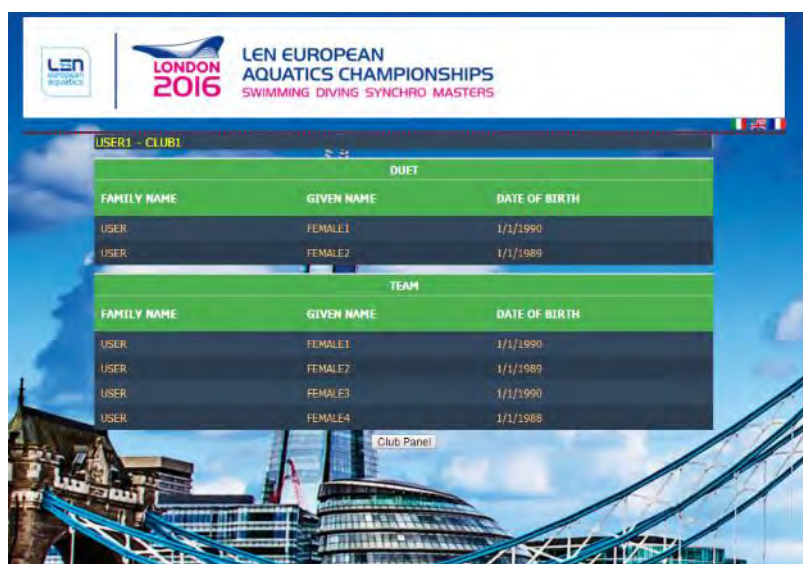 LEN
european
aquatics
LONDON
2016
LEN EUROPEAN
AQUATICS CHAMPIONSHIPS
SWIMMING DIVING SYNCHRO MASTERS
USER1 - CLUB1
DUET
FAMILY NAME GIVEN NAME DATE OF BIRTH
USER FEMALE1 1/1/1990
USER FEMALE2 1/1/1989
TEAM
FAMILY NAME GIVEN NAME DATE OF BIRTH
USER FEMALE1 1/1/1990
USER FEMALE2 1/1/1989
USER FEMALE3 1/1/1990
USER FEMALE4 1/1/1988
Club Panel